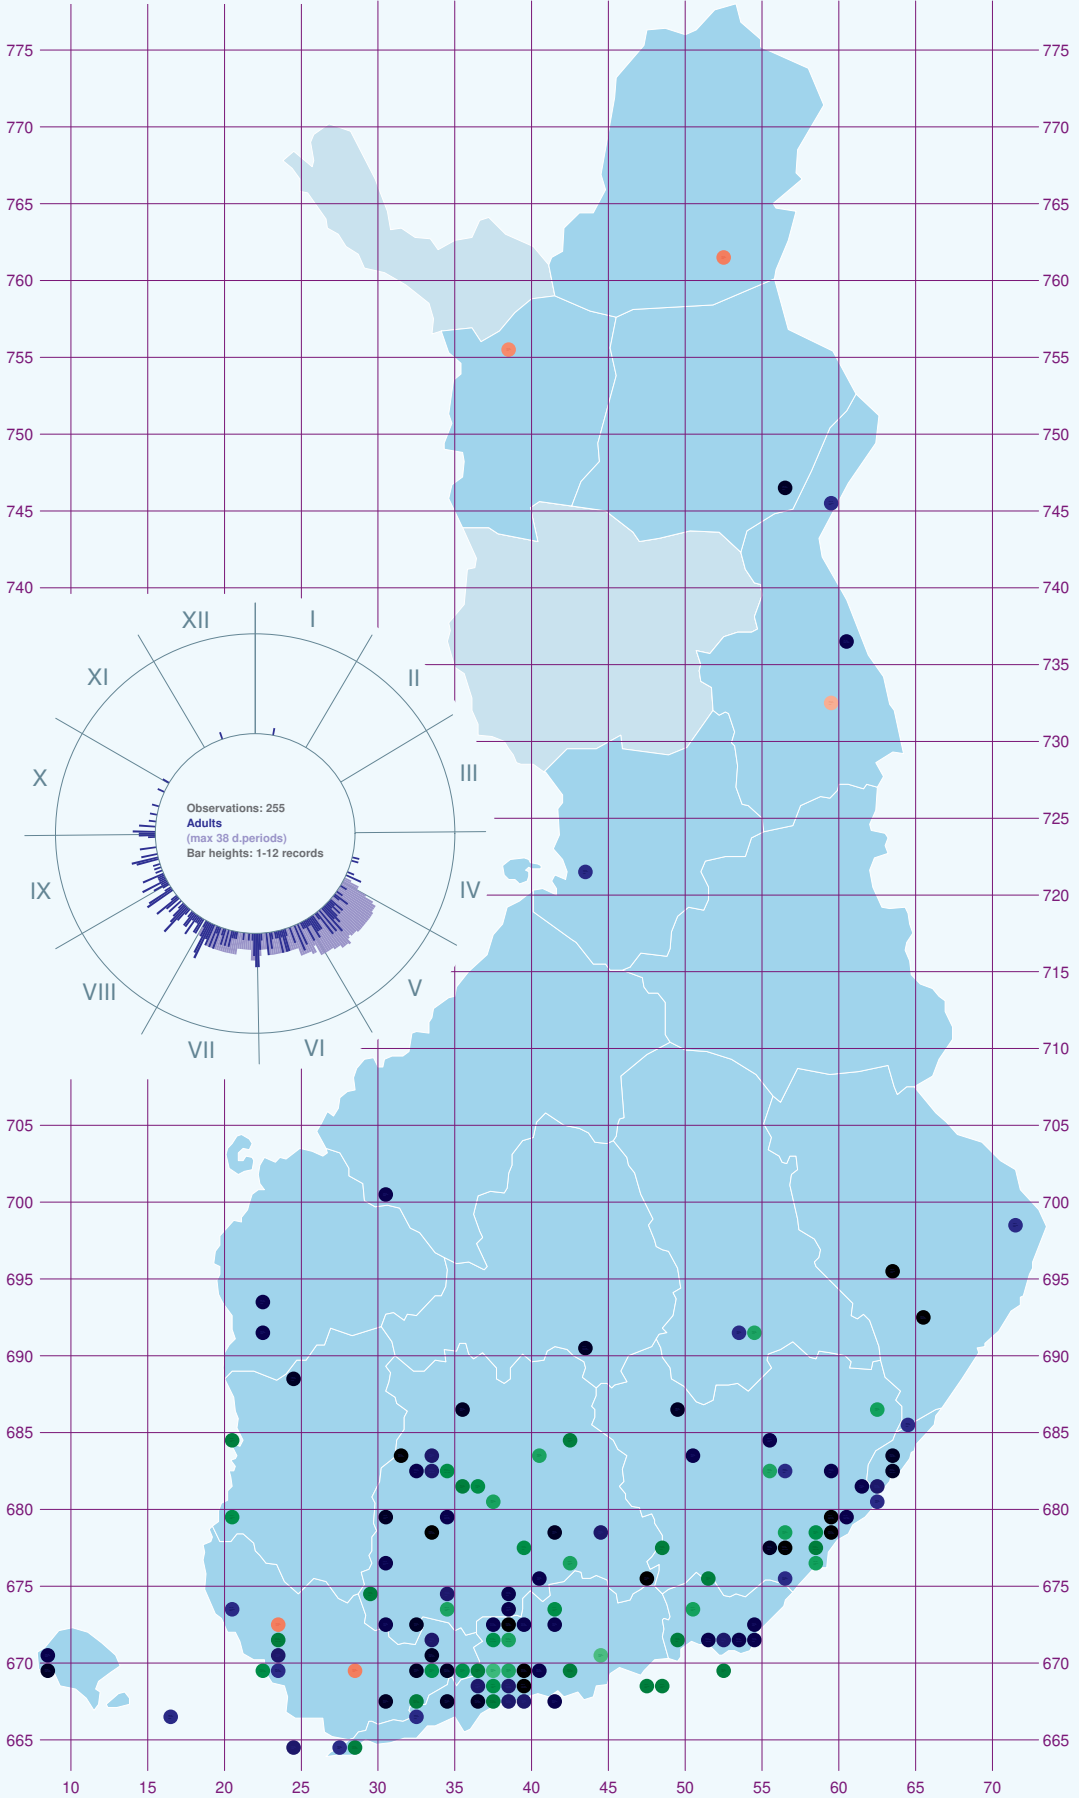 775 775
770 770
765 765
760 760
755 755
750 750
745 745
740 740
XII I
XI II
735 735
730 730
X III
Observations: 255
Adults
(max 38 d.periods)
Bar heights: 1-12 records
725
IX IV
720
VIII V
715
VII VI
710
705 705
700 700
695 695
690 690
685 685
680 680
675 675
670 670
665 665
10 15 20 25 30 35 40 45 50 55 60 65 70